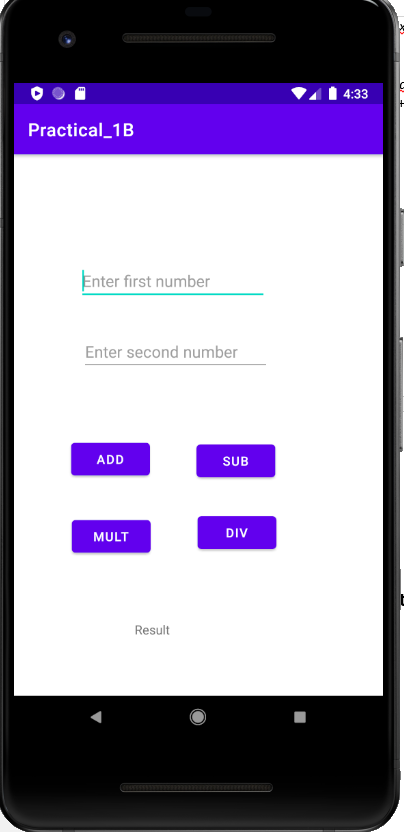 4:33
Practical_1B
Enter first number
Enter second number
ADD
SUB
MULT
DIV
Result